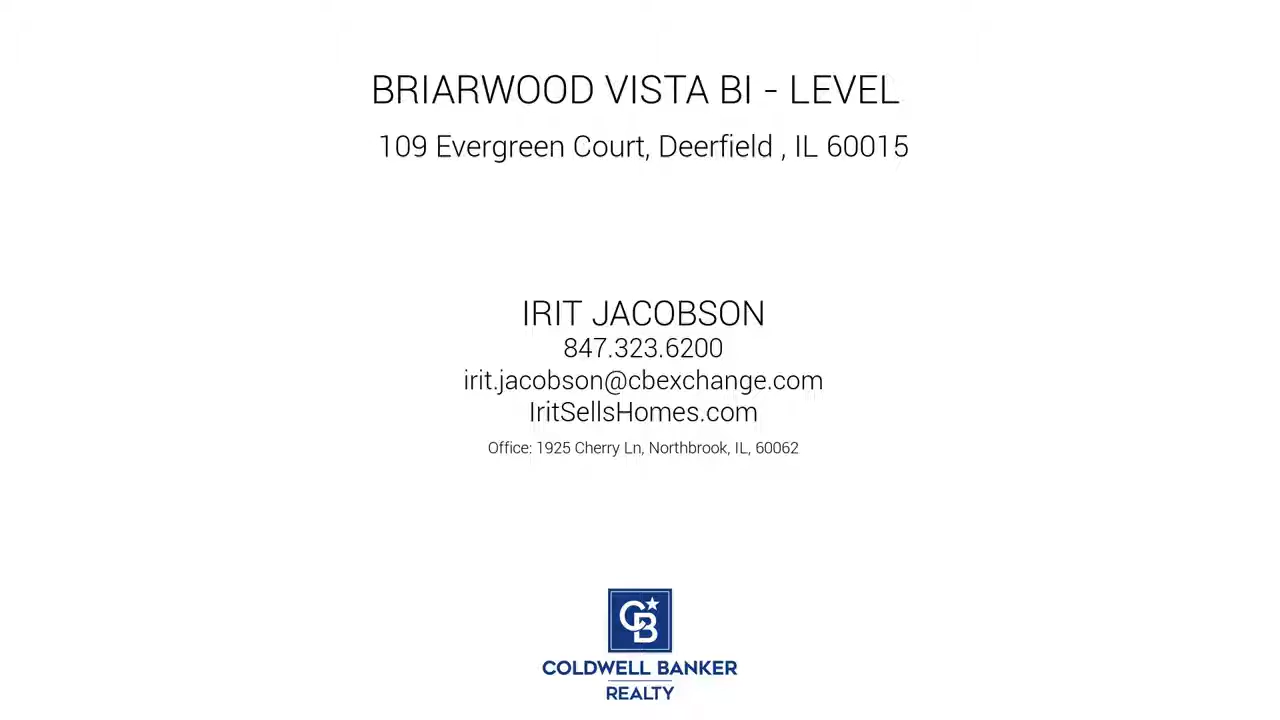 BRIARWOOD VISTA BI - LEVEL
109 Evergreen Court, Deerfield , IL 60015
IRIT JACOBSON
847.323.6200
irit.jacobson@cbexchange.com
IritSellsHomes.com
Office: 1925 Cherry Ln, Northbrook, IL, 60062
CB
COLDWELL BANKER
REALTY